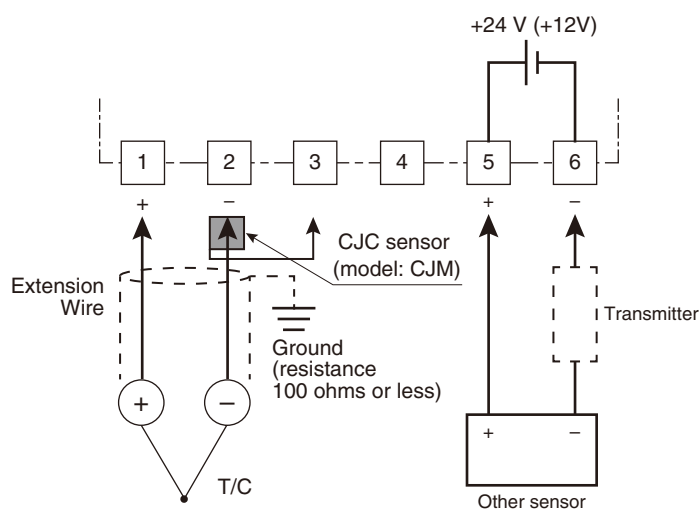 +24 V (+12V)
1 2 3 4 5 6
+ − + −
CJC sensor
(model: CJM)
Extension
Wire
Transmitter
Ground
(resistance
100 ohms or less)
+ −
+ −
T/C
Other sensor